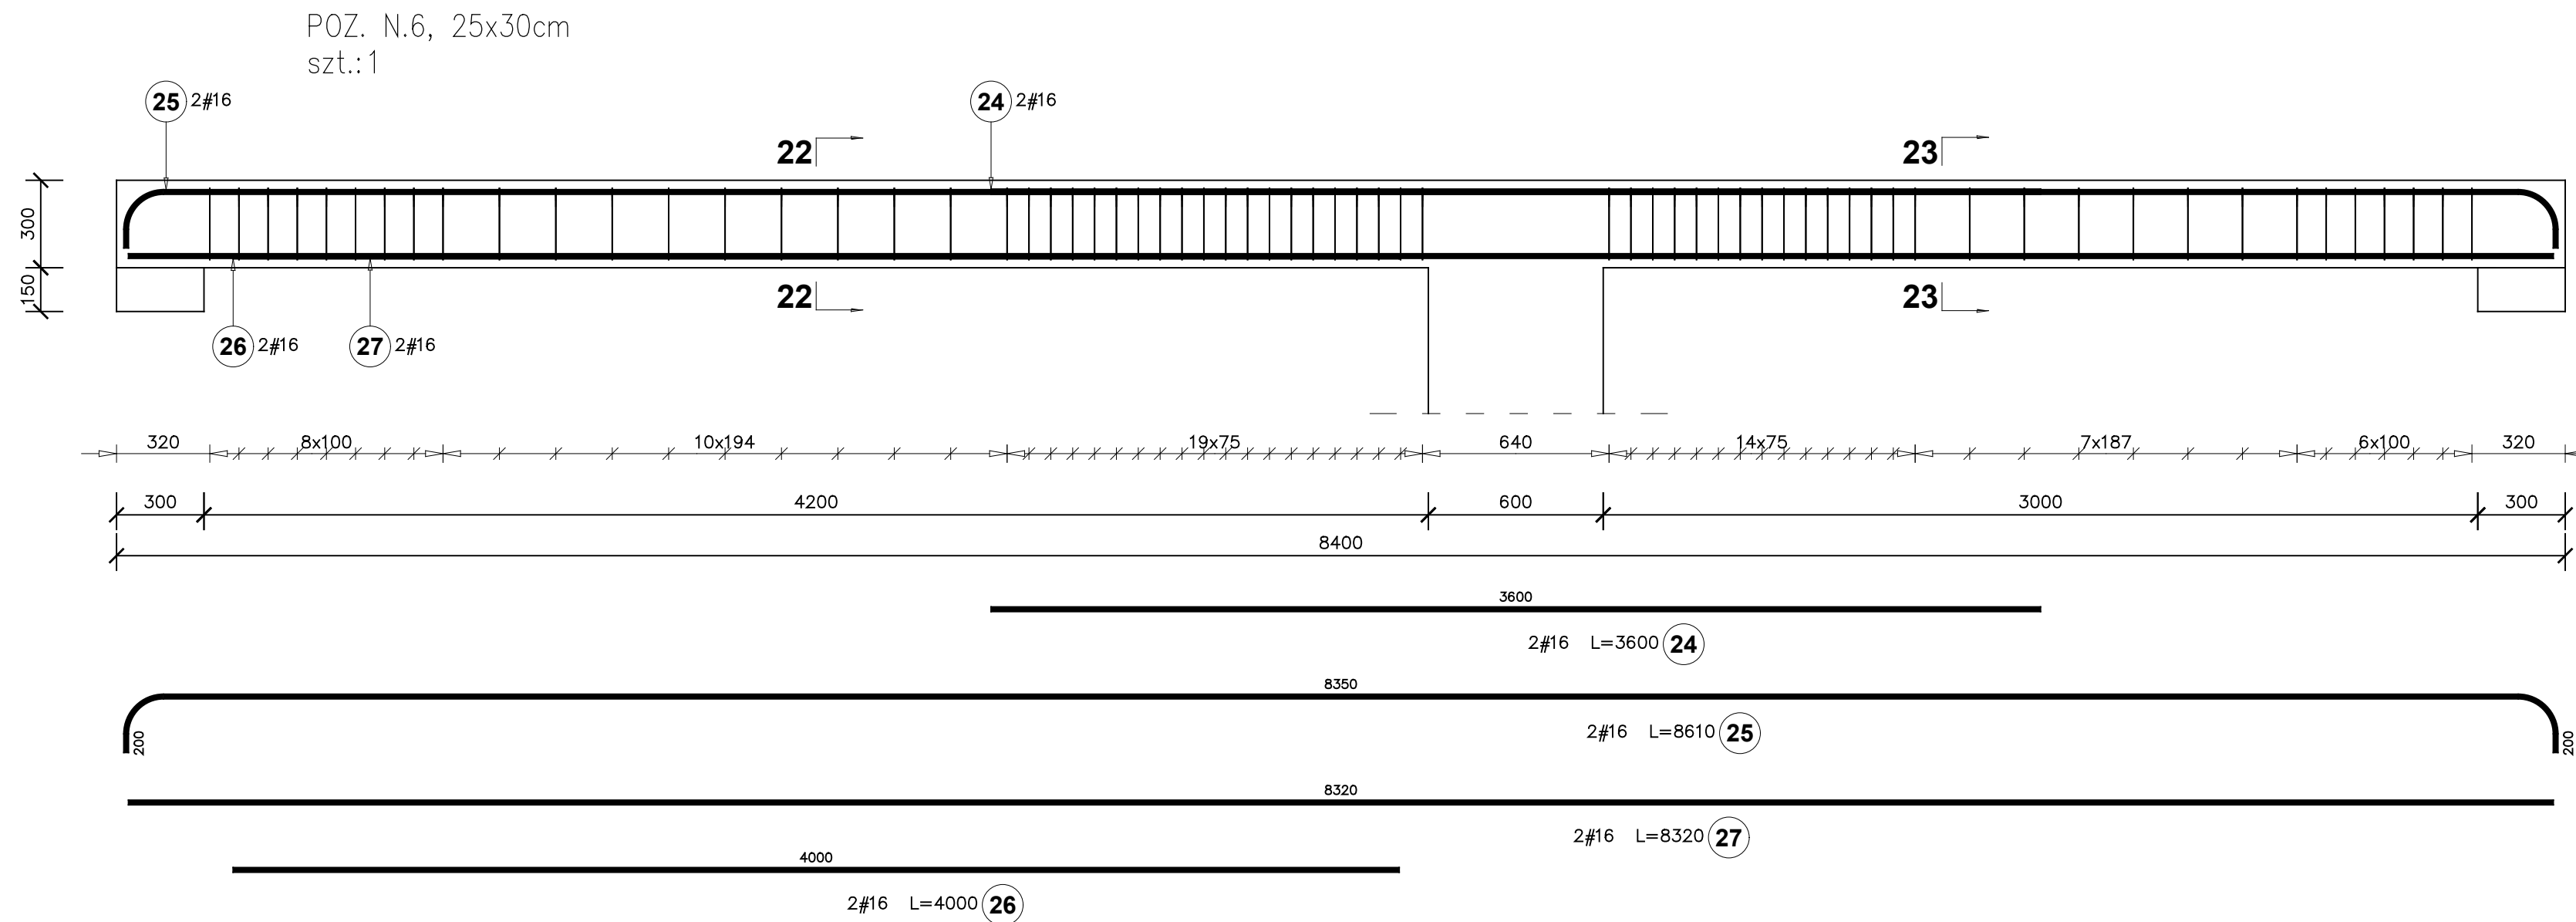 POZ. N.6, 25x30cm
szt.:1
25 2#16
24 2#16
22
23
300
150
22
23
26 2#16
27 2#16
320 8x100 10x194 19x75 640 14x75 7x187 6x100 320
300 4200 600 3000 300
8400
3600
2#16 L=3600 24
8350
200
2#16 L=8610 25
200
8320
2#16 L=8320 27
4000
2#16 L=4000 26